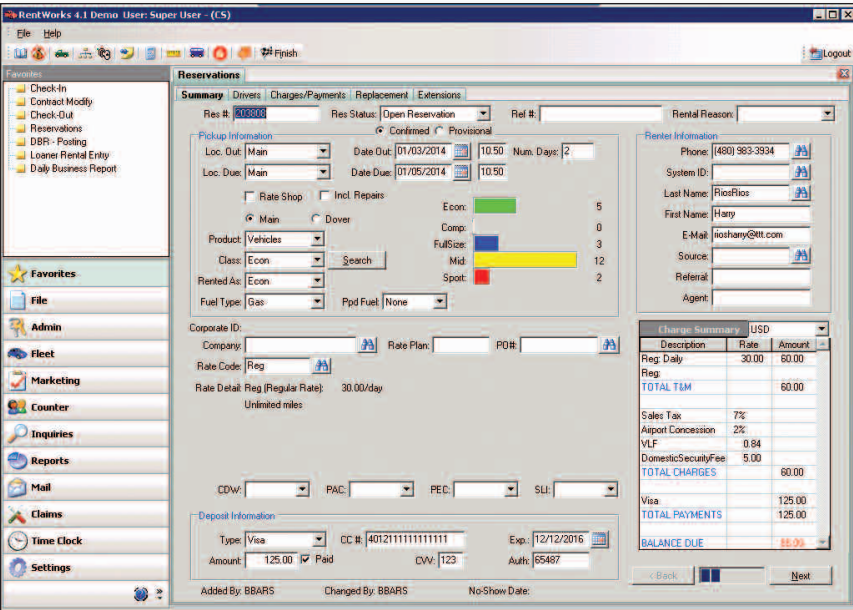 RentWorks 4.1 Demo User: Super User - (CS)
File Help
Finish Logout
Favorites
Check-In
Contract Modify
Check-Out
Reservations
DBR - Posting
Loaner Rental Entry
Daily Business Report
Favorites
File
Admin
Fleet
Marketing
Counter
Inquiries
Reports
Mail
Claims
Time Clock
Settings
Reservations
Summary Drivers Charges/Payments Replacement Extensions
Res #: Res Status: Open Reservation Ref #: Rental Reason:
Confirmed Provisional
Pickup Information
Loc. Out: Main Date Out: 01/03/2014 10:50 Num. Days: 2
Loc. Due: Main Date Due: 01/05/2014 10:50
Rate Shop Incl. Repairs
Main Dover
Product: Vehicles
Class: Econ Search
Rented As: Econ
Fuel Type: Gas Ppd Fuel: None
Econ: 5
Comp: 0
FullSize: 3
Mid: 12
Sport: 2
Renter Information
Phone: (480) 983-3934
System ID:
Last Name: RiosRios
First Name: Harry
E-Mail: riosharry@ttt.com
Source:
Referral:
Agent:
Corporate ID:
Company: Rate Plan: PO#:
Rate Code: Reg
Rate Detail: Reg (Regular Rate): 30.00/day
Unlimited miles
CDW: PAC: PEC: SLI:
Deposit Information
Type: Visa CC #: 4012111111111111 Exp.: 12/12/2016
Amount: 125.00 Paid CVV: 123 Auth: 65487
Added By: BBARS Changed By: BBARS No-Show Date:
Charge Summary USD
Description Rate Amount
Reg: Daily 30.00 60.00
Reg:
TOTAL T&M 60.00
Sales Tax 7%
Airport Concession 2%
VLF 0.84
DomesticSecurityFee 5.00
TOTAL CHARGES 60.00
Visa 125.00
TOTAL PAYMENTS 125.00
BALANCE DUE
< Back Next